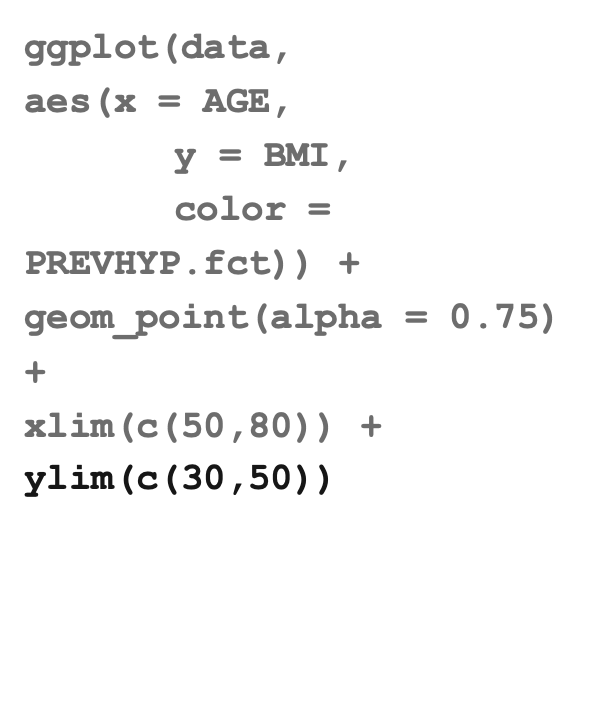 ggplot(data,
aes(x = AGE,
y = BMI,
color =
PREVHYP.fct)) +
geom_point(alpha = 0.75)
+
xlim(c(50,80)) +
ylim(c(30,50))